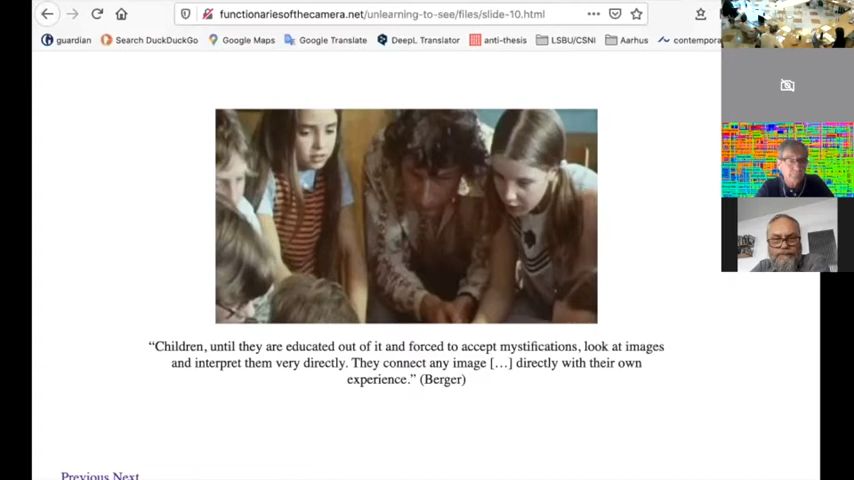 functionariesofthecamera.net/unlearning-to-see/files/slide-10.html
guardian Search DuckDuckGo Google Maps Google Translate DeepL Translator anti-thesis LSBU/CSNI Aarhus contempora
“Children, until they are educated out of it and forced to accept mystifications, look at images
and interpret them very directly. They connect any image […] directly with their own
experience.” (Berger)
Previous Next